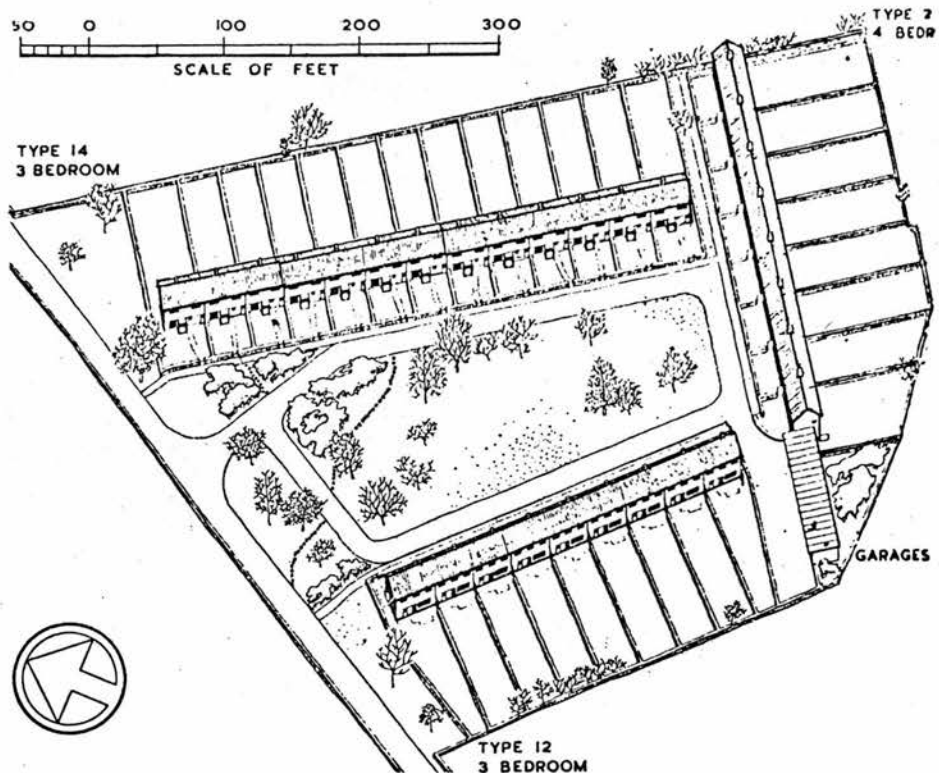 50 0 100 200 300
SCALE OF FEET
TYPE 2
4 BEDR
TYPE 14
3 BEDROOM
GARAGES
TYPE 12
3 BEDROOM